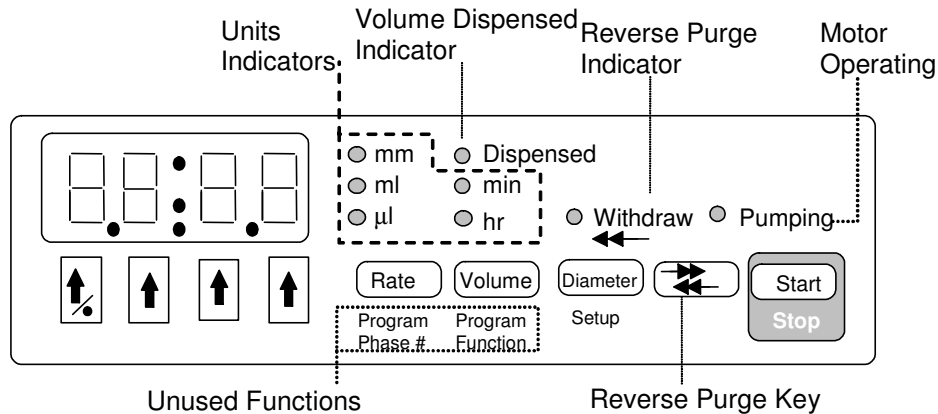 Units
Indicators
Volume Dispensed
Indicator
Reverse Purge
Indicator
Motor
Operating
mm
ml
µl
Dispensed
min
hr
Withdraw
Pumping
Rate
Volume
Diameter
Start
Program
Phase #
Program
Function
Setup
Stop
Unused Functions
Reverse Purge Key